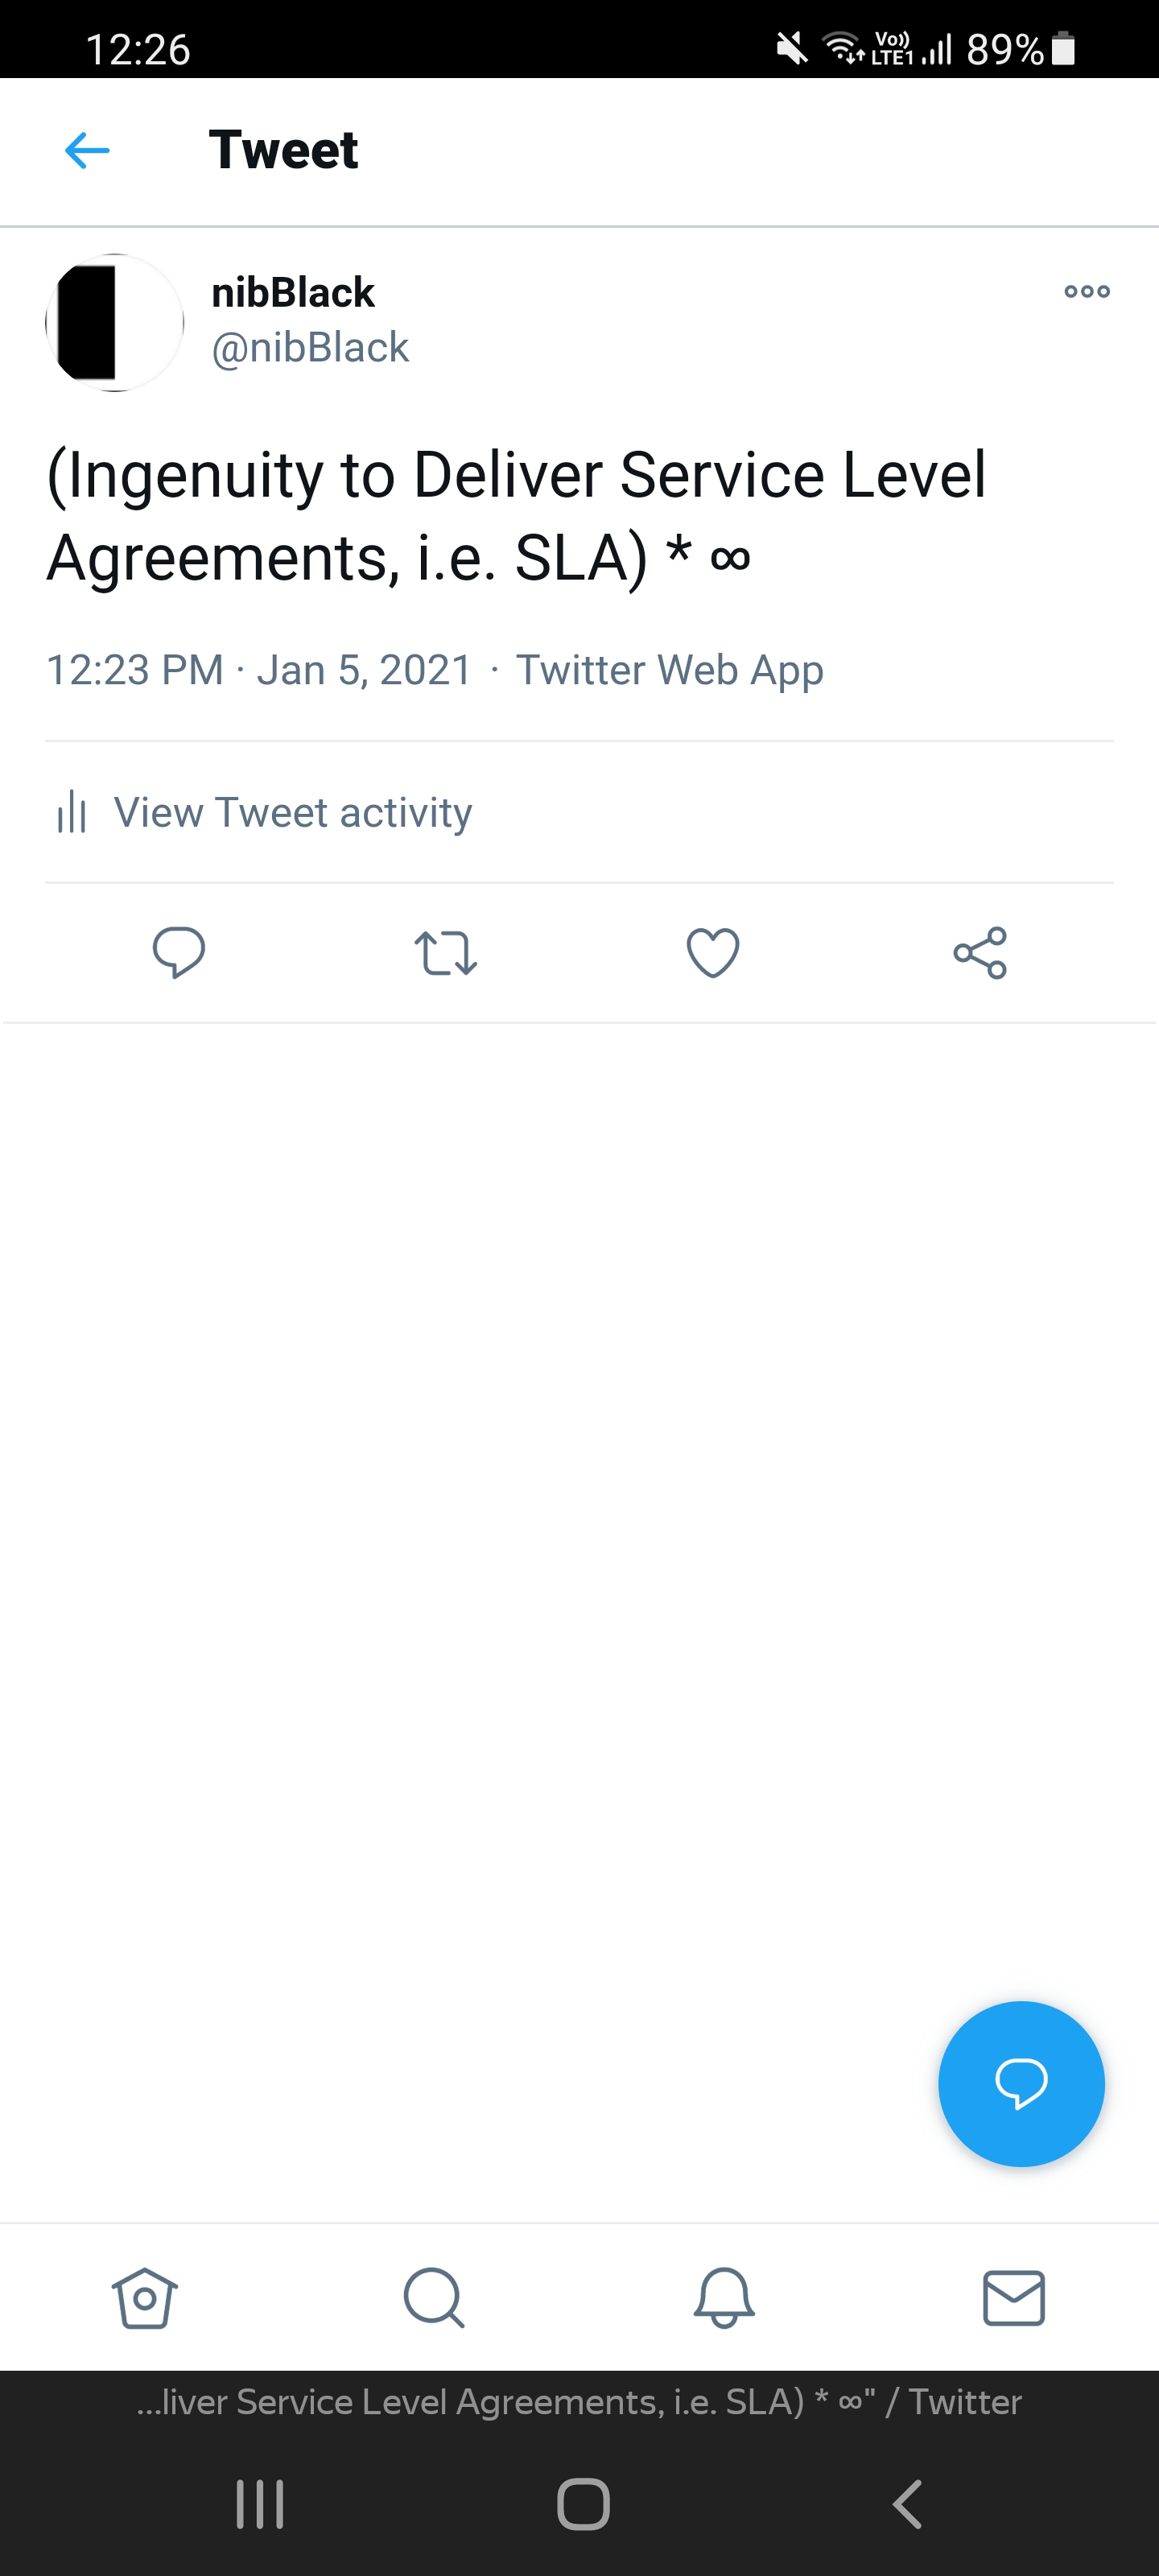 12:26
Vo)) LTE1 89%
Tweet
nibBlack
@nibBlack
(Ingenuity to Deliver Service Level
Agreements, i.e. SLA) * ∞
12:23 PM · Jan 5, 2021 · Twitter Web App
View Tweet activity
...liver Service Level Agreements, i.e. SLA) * ∞" / Twitter